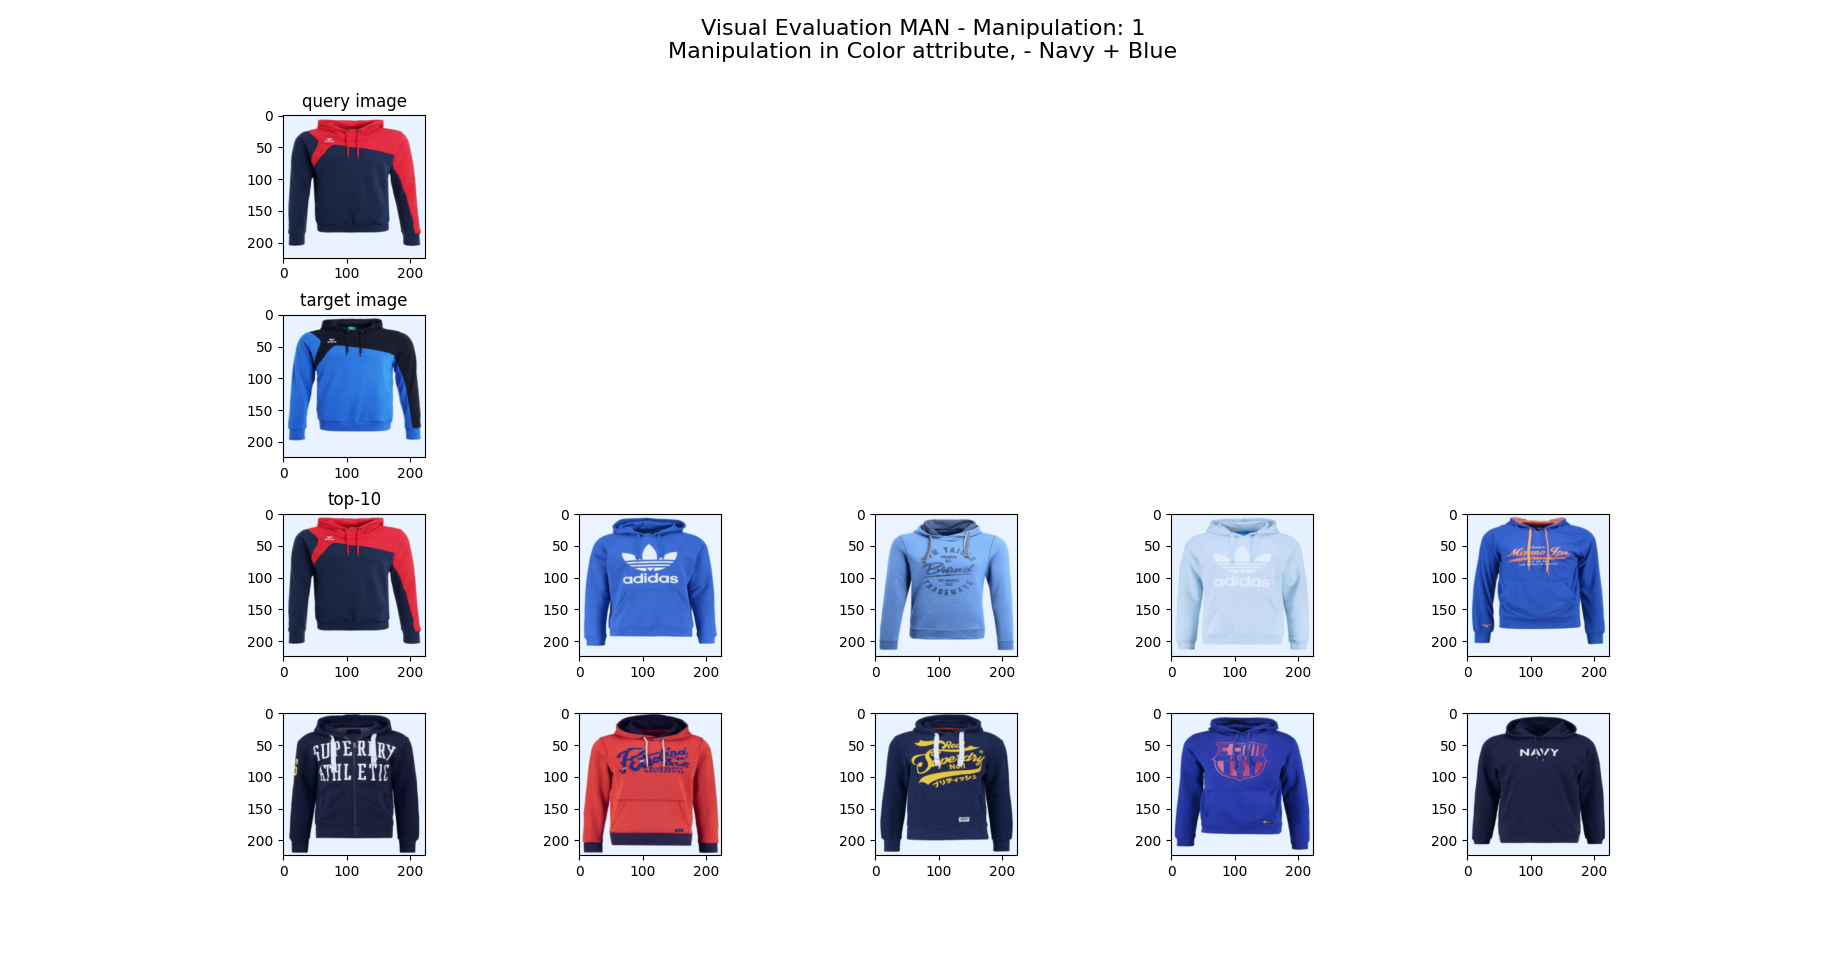 Visual Evaluation MAN - Manipulation: 1
Manipulation in Color attribute, - Navy + Blue
query image
0
50
100
150
200
0 100 200
target image
0
50
100
150
200
0 100 200
top-10
0 0 0 0 0
50 50 50 50 50
100 100 100 100 100
150 150 150 150 150
200 200 200 200 200
adidas
Brand
TRADEMARK
adidas
Mizuno
0 100 200 0 100 200 0 100 200 0 100 200 0 100 200
0 0 0 0 0
50 50 50 50 50
100 100 100 100 100
150 150 150 150 150
200 200 200 200 200
SUPERDRY
ATHLETIC
Real
Superdry
No.1
NAVY
0 100 200 0 100 200 0 100 200 0 100 200 0 100 200